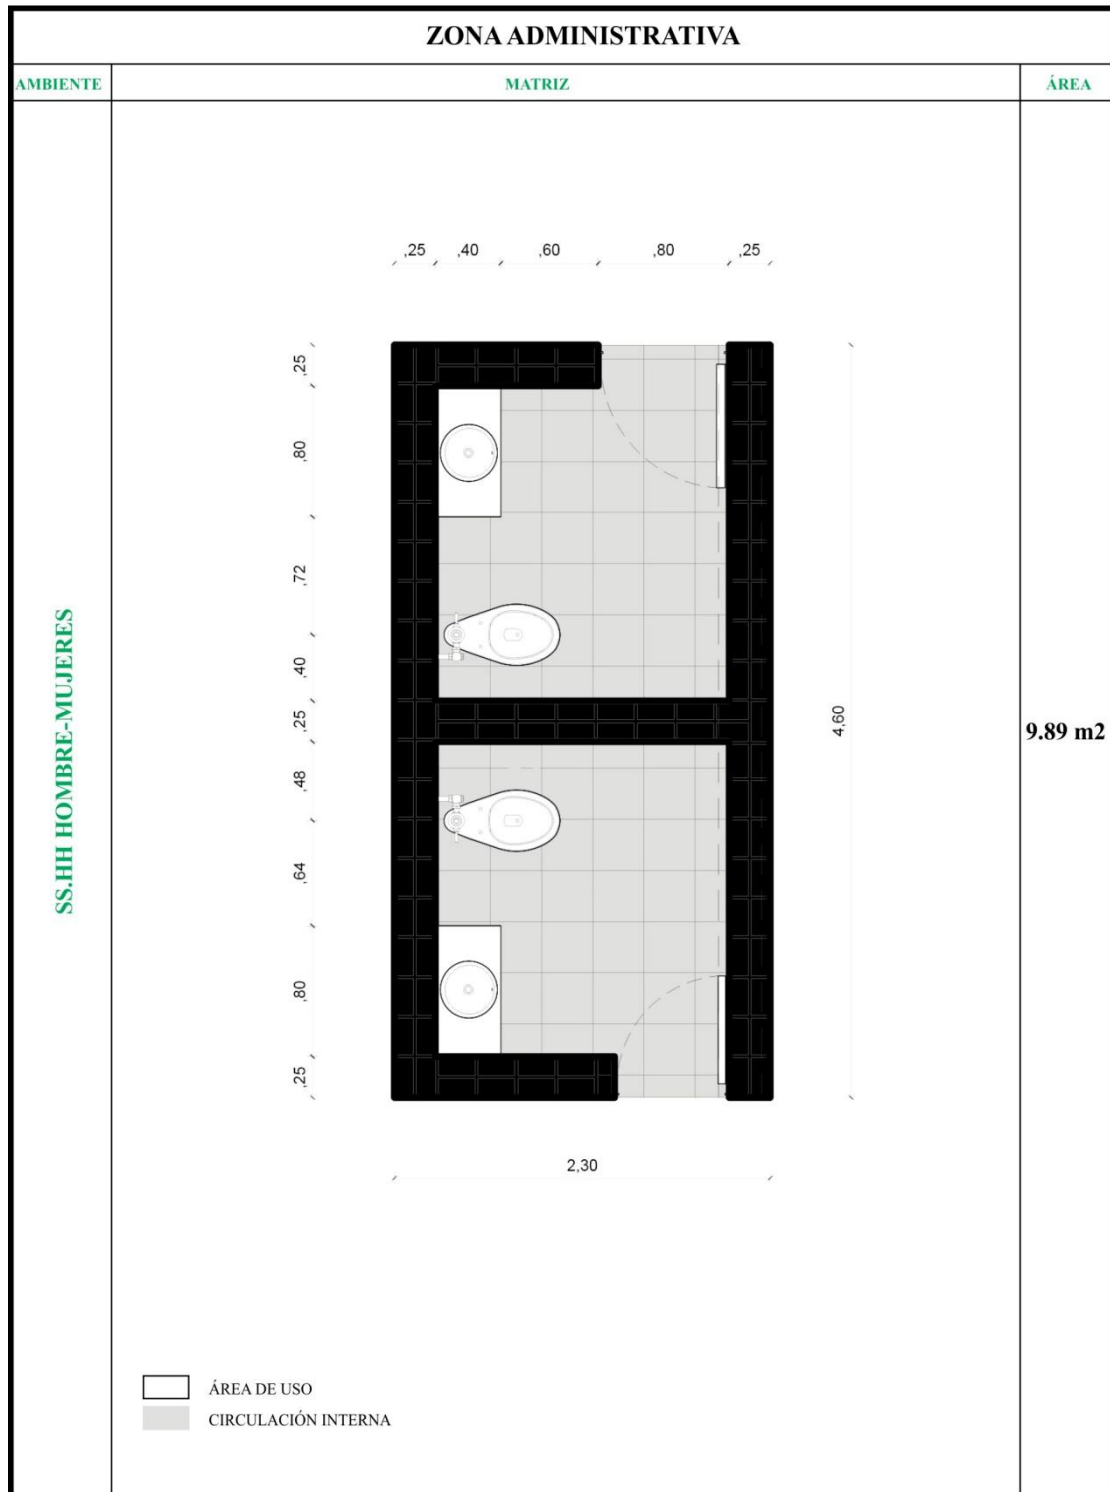 ZONA ADMINISTRATIVA
AMBIENTE
MATRIZ
ÁREA
,25 ,40 ,60 ,80 ,25
,25
,80
,72
,40
,25
,48
,64
,80
,25
4,60
2,30
SS.HH HOMBRE-MUJERES
9.89 m2
ÁREA DE USO
CIRCULACIÓN INTERNA